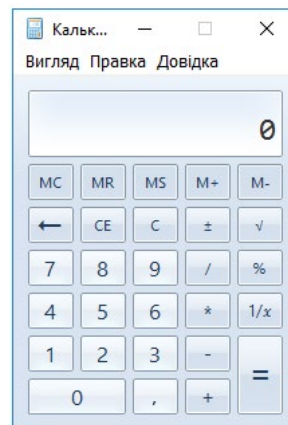 Кальк...
Вигляд Правка Довідка
0
MC MR MS M+ M-
← CE C ± √
7 8 9 / %
4 5 6 * 1/x
1 2 3 - =
0 , +